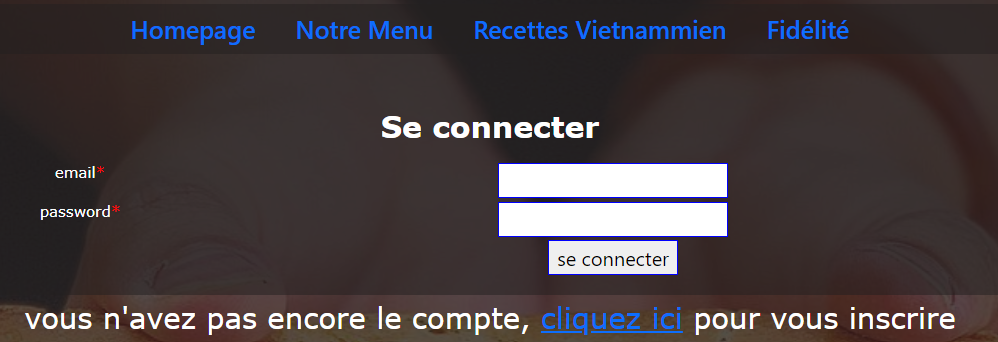 Homepage Notre Menu Recettes Vietnammien Fidélité
Se connecter
email*
password*
se connecter
vous n'avez pas encore le compte, cliquez ici pour vous inscrire